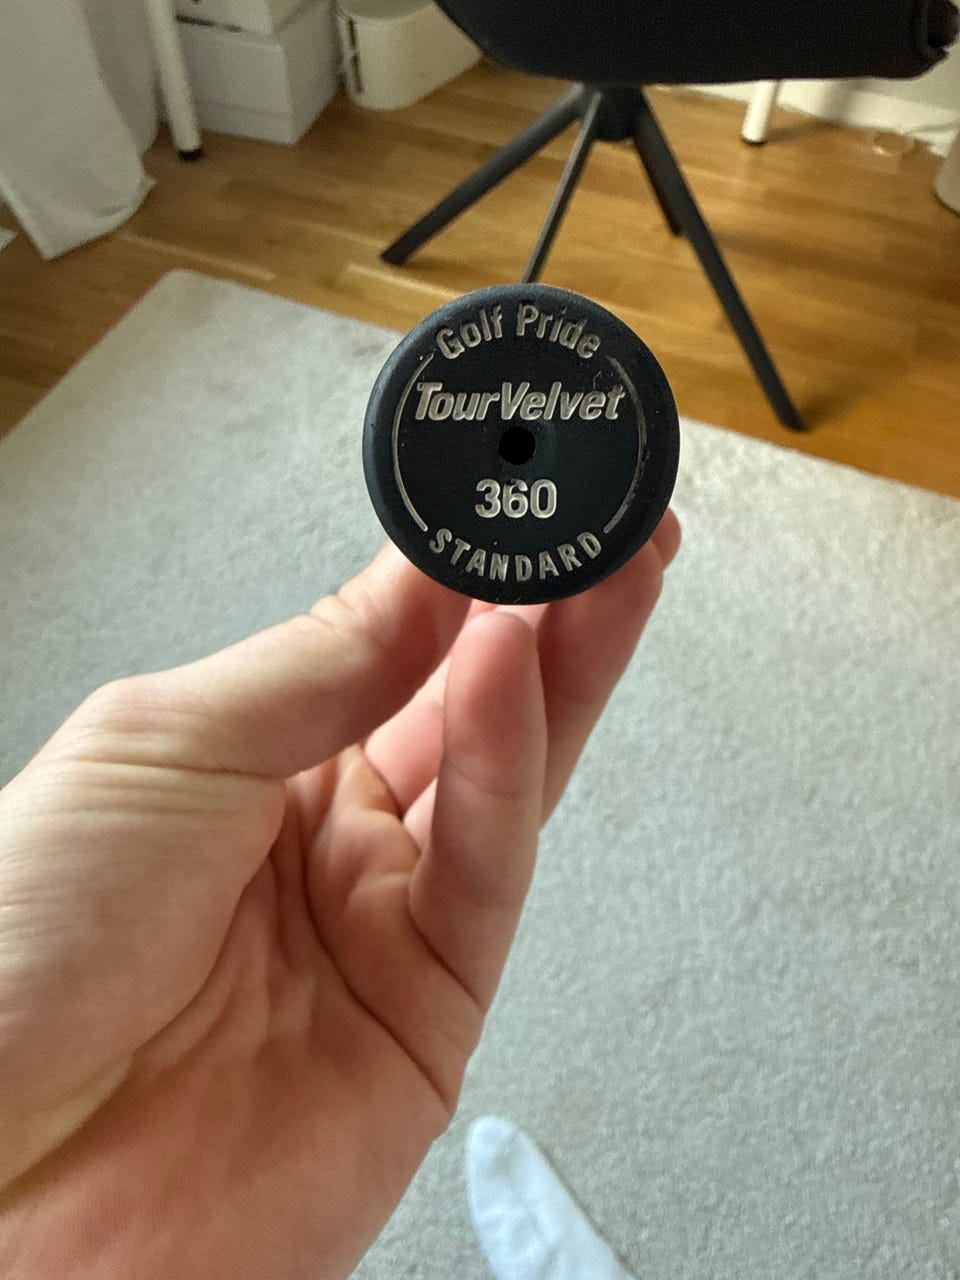 Golf Pride
TourVelvet
360
STANDARD